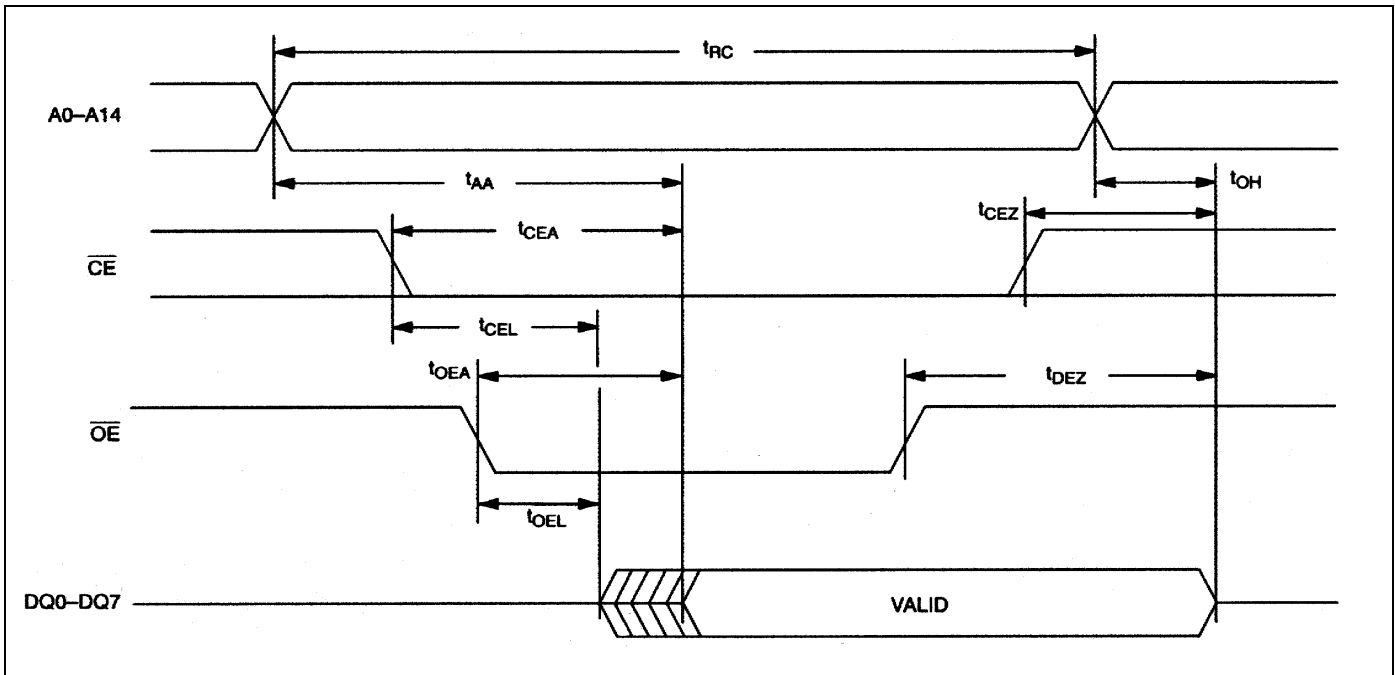 tRC
A0–A14
tAA
tOH
tCEZ
tCEA
CE
tCEL
tOEA
tDEZ
OE
tOEL
DQ0–DQ7
VALID